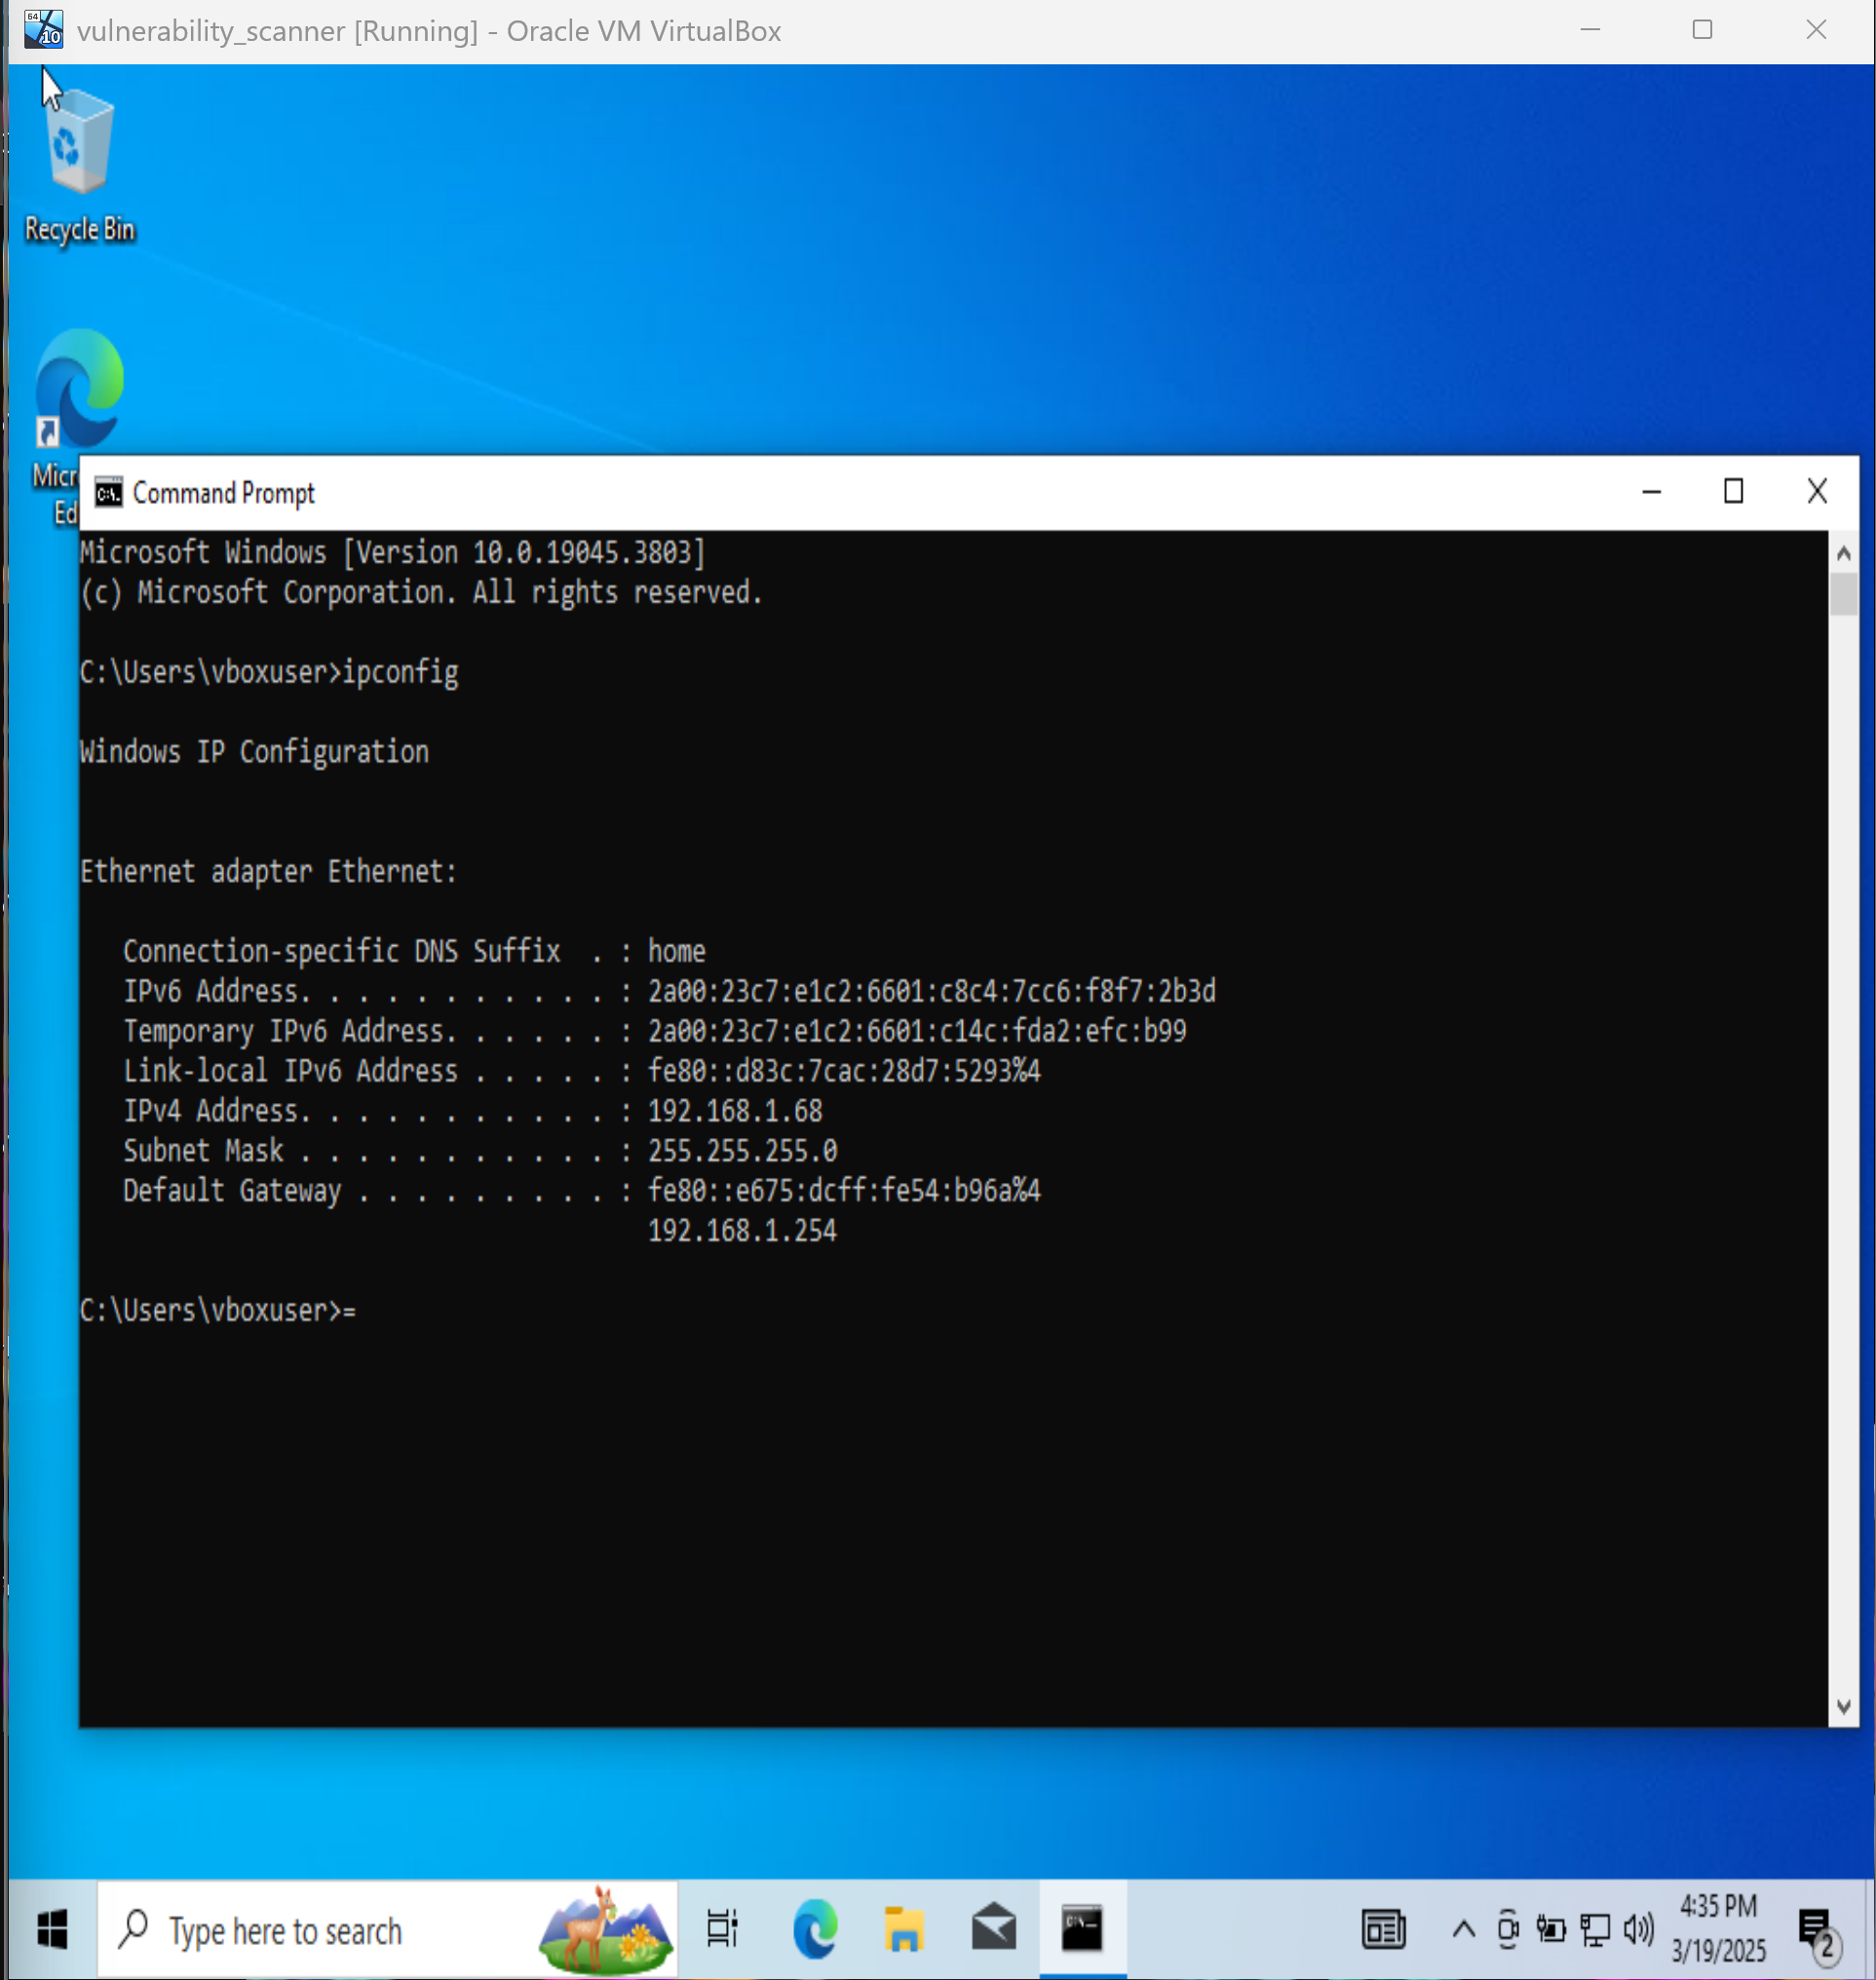 vulnerability_scanner [Running] - Oracle VM VirtualBox
Recycle Bin
Micr
Ed
Command Prompt
Microsoft Windows [Version 10.0.19045.3803]
(c) Microsoft Corporation. All rights reserved.
C:\Users\vboxuser>ipconfig
Windows IP Configuration
Ethernet adapter Ethernet:
Connection-specific DNS Suffix  . : home
IPv6 Address. . . . . . . . . . . : 2a00:23c7:e1c2:6601:c8c4:7cc6:f8f7:2b3d
Temporary IPv6 Address. . . . . . : 2a00:23c7:e1c2:6601:c14c:fda2:efc:b99
Link-local IPv6 Address . . . . . : fe80::d83c:7cac:28d7:5293%4
IPv4 Address. . . . . . . . . . . : 192.168.1.68
Subnet Mask . . . . . . . . . . . : 255.255.255.0
Default Gateway . . . . . . . . . : fe80::e675:dcff:fe54:b96a%4
192.168.1.254
C:\Users\vboxuser>=
Type here to search
4:35 PM
3/19/2025
2